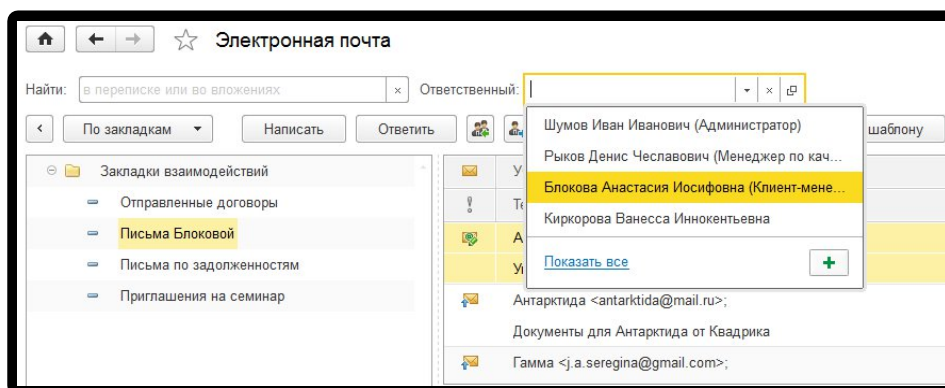 Электронная почта
Найти: в переписке или во вложениях × Ответственный:
По закладкам Написать Ответить шаблону
Закладки взаимодействий
Отправленные договоры
Письма Блоковой
Письма по задолженностям
Приглашения на семинар
Шумов Иван Иванович (Администратор)
Рыков Денис Чеславович (Менеджер по кач...
Блокова Анастасия Иосифовна (Клиент-мене...
Киркорова Ванесса Иннокентьевна
Показать все
Антарктида <antarktida@mail.ru>;
Документы для Антарктида от Квадрика
Гамма <j.a.seregina@gmail.com>;